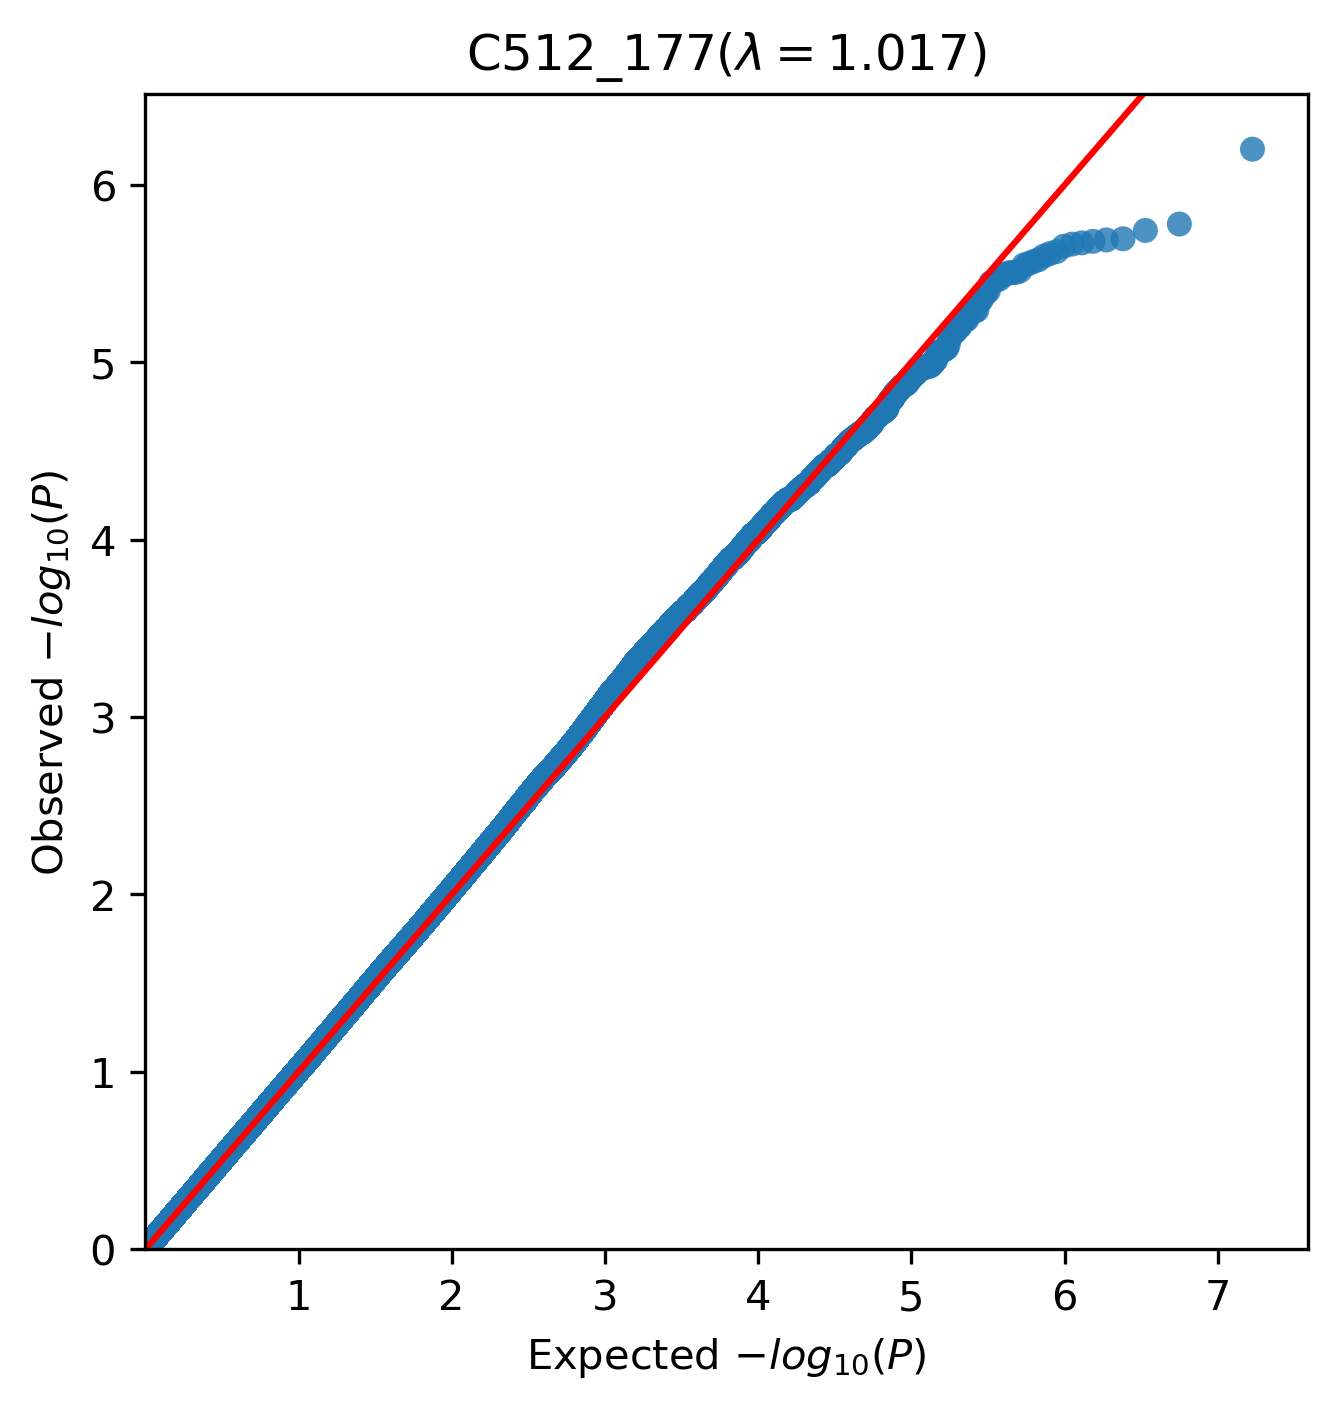 C512_177(λ = 1.017)
Observed −log₁₀(P)
6
5
4
3
2
1
0
1 2 3 4 5 6 7
Expected −log₁₀(P)